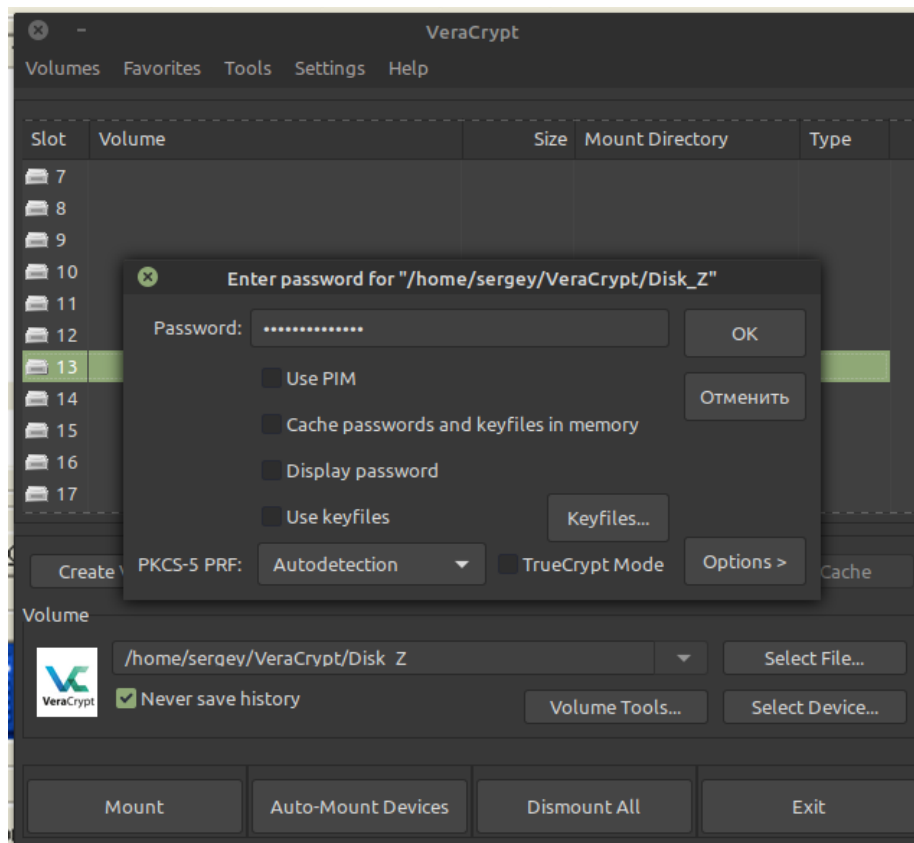 VeraCrypt
Volumes Favorites Tools Settings Help
Slot Volume Size Mount Directory Type
7
8
9
10
11
12
13
14
15
16
17
Enter password for "/home/sergey/VeraCrypt/Disk_Z"
Password: •••••••••••••• OK
Use PIM
Отменить
Cache passwords and keyfiles in memory
Display password
Use keyfiles Keyfiles...
PKCS-5 PRF: Autodetection TrueCrypt Mode Options >
Create Cache
Volume
/home/sergey/VeraCrypt/Disk_Z Select File...
VeraCrypt
Never save history Volume Tools... Select Device...
Mount Auto-Mount Devices Dismount All Exit